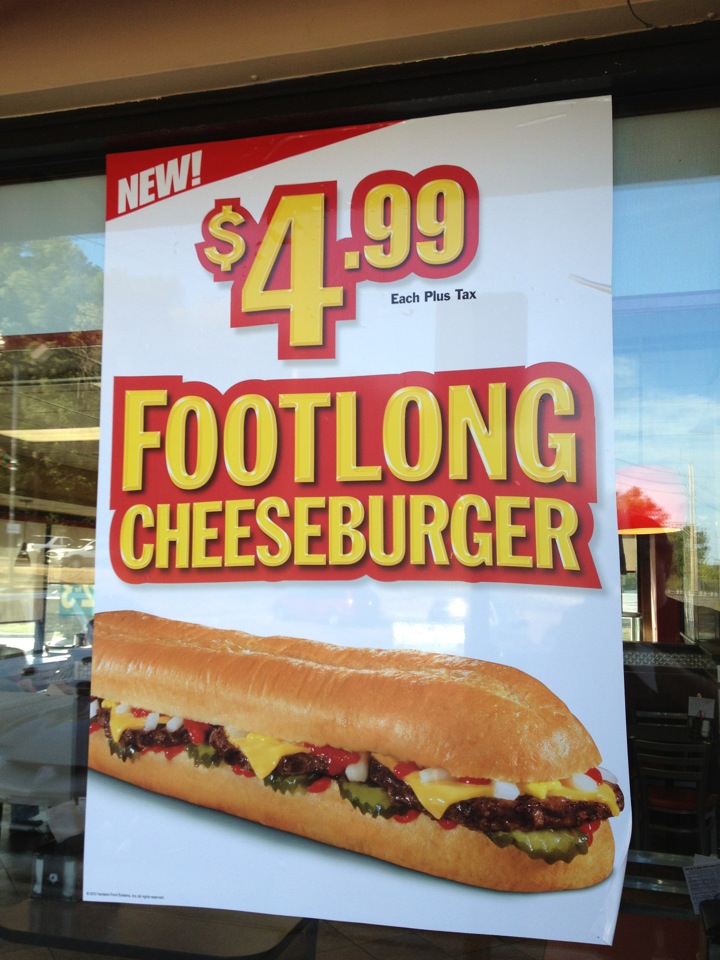 NEW!
$4.99
Each Plus Tax
FOOTLONG
CHEESEBURGER